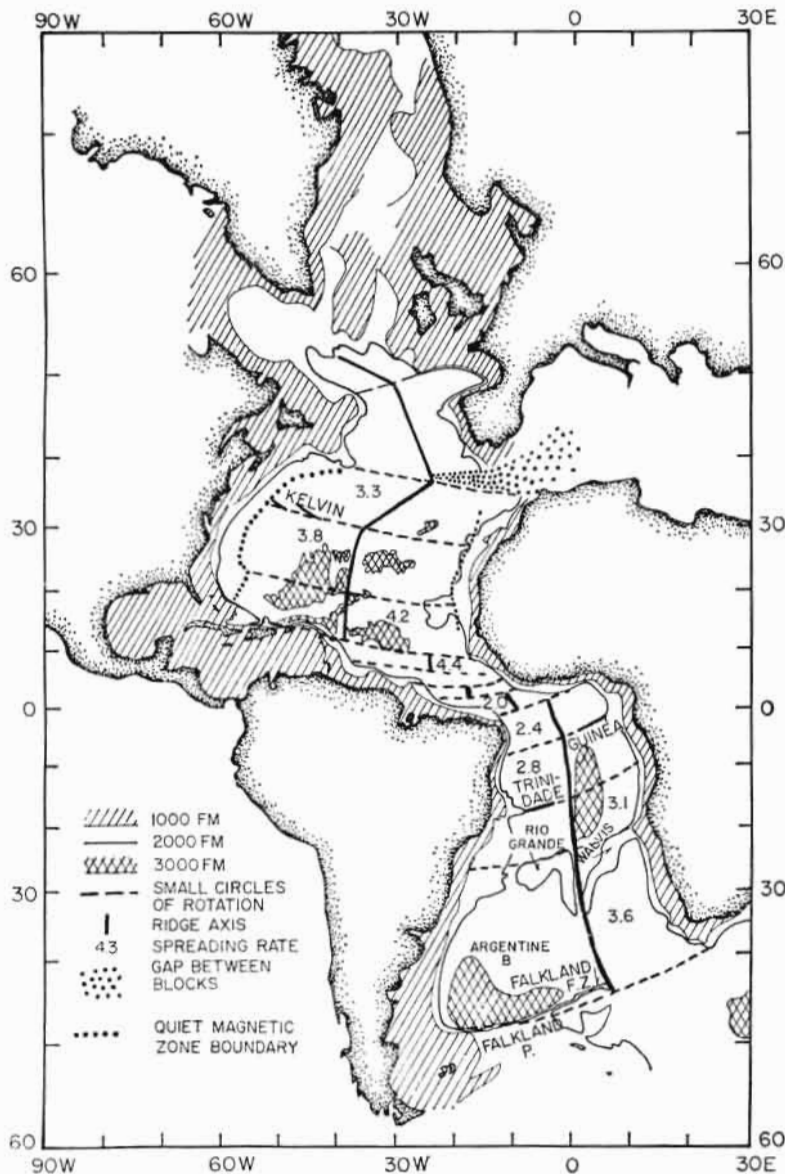 90W 30W 0 30E
60 60
KELVIN
3.3
30 30
3.8
4.2
4.4
2.0
0 0
2.4
GUINEA
2.8
TRINI-
DADE
3.1
RIO
GRANDE
WALVIS
30 30
3.6
ARGENTINE
B
FALKLAND
F.Z.
FALKLAND
P.
1000 FM
2000 FM
3000 FM
SMALL CIRCLES
OF ROTATION
RIDGE AXIS
43 SPREADING RATE
GAP BETWEEN
BLOCKS
QUIET MAGNETIC
ZONE BOUNDARY
60 60
90W 60W 30W 0 30E